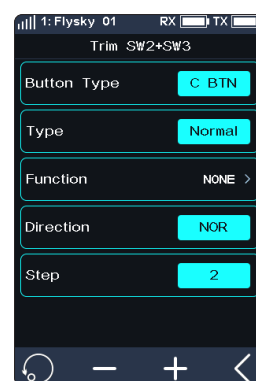 1: Flysky 01 RX TX
Trim SW2+SW3
Button Type C BTN
Type Normal
Function NONE >
Direction NOR
Step 2